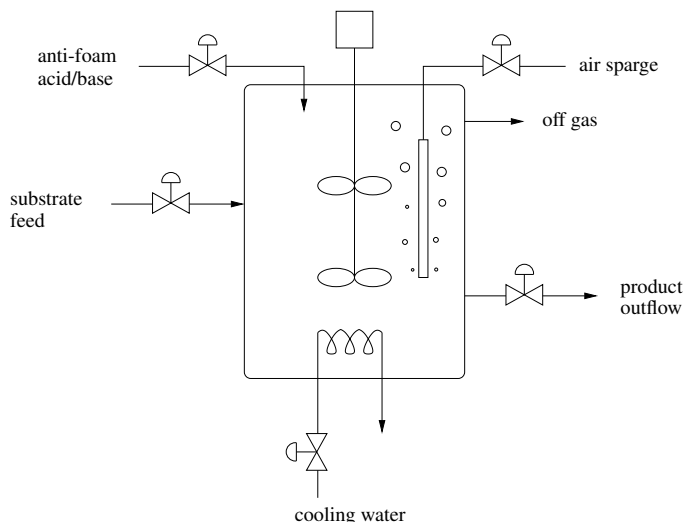 anti-foam
acid/base
air sparge
off gas
substrate
feed
product
outflow
cooling water